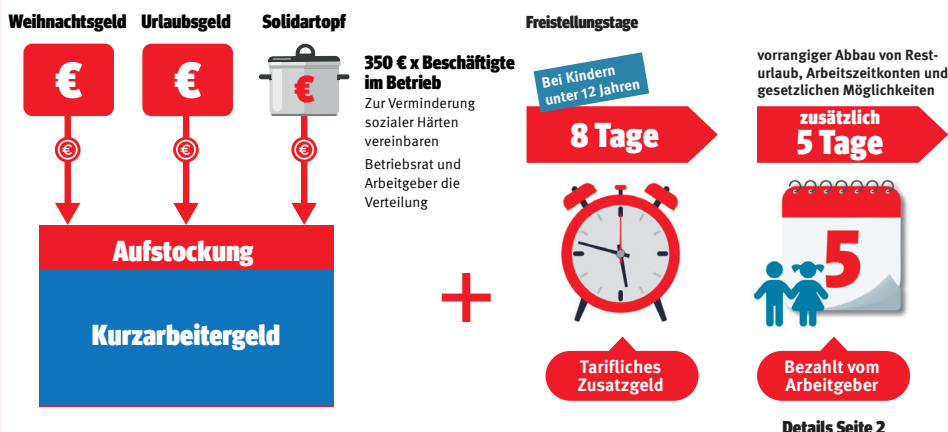 Weihnachtsgeld
Urlaubsgeld
Solidartopf
€
€
€
350 € x Beschäftigte
im Betrieb
Zur Verminderung
sozialer Härten
vereinbaren
Betriebsrat und
Arbeitgeber die
Verteilung
€
€
€
Aufstockung
Kurzarbeitergeld
+
Freistellungstage
Bei Kindern
unter 12 Jahren
8 Tage
Tarifliches
Zusatzgeld
vorrangiger Abbau von Rest-
urlaub, Arbeitszeitkonten und
gesetzlichen Möglichkeiten
zusätzlich
5 Tage
5
Bezahlt vom
Arbeitgeber
Details Seite 2